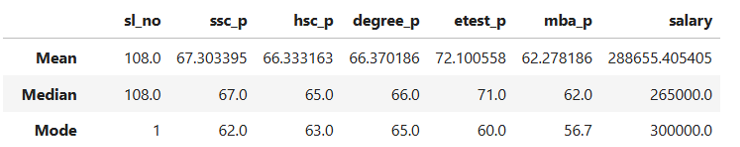 sl_no ssc_p hsc_p degree_p etest_p mba_p salary
Mean 108.0 67.303395 66.333163 66.370186 72.100558 62.278186 288655.405405
Median 108.0 67.0 65.0 66.0 71.0 62.0 265000.0
Mode 1 62.0 63.0 65.0 60.0 56.7 300000.0